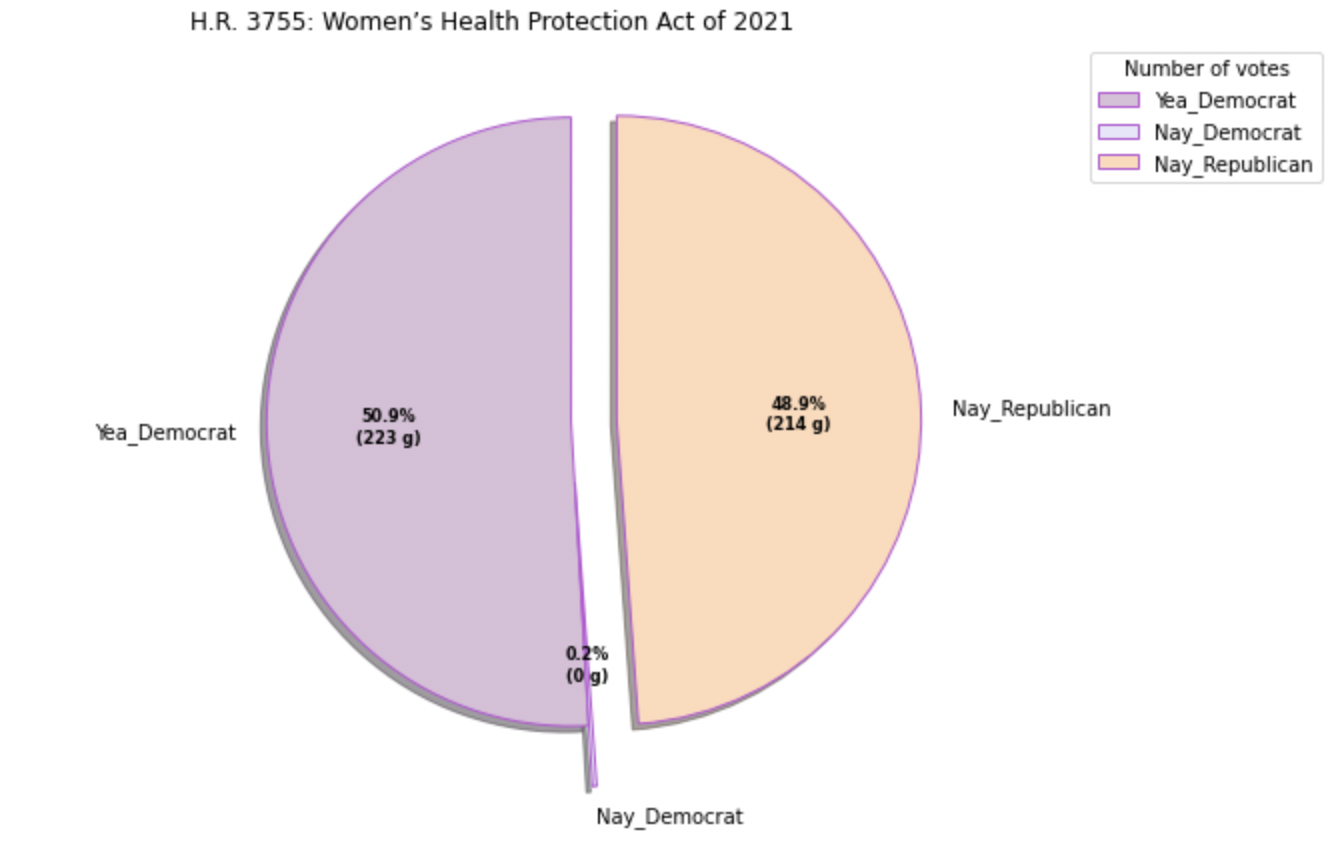 H.R. 3755: Women’s Health Protection Act of 2021
Number of votes
Yea_Democrat
Nay_Democrat
Nay_Republican
50.9%
(223 g)
48.9%
(214 g)
Yea_Democrat
Nay_Republican
0.2%
(0 g)
Nay_Democrat